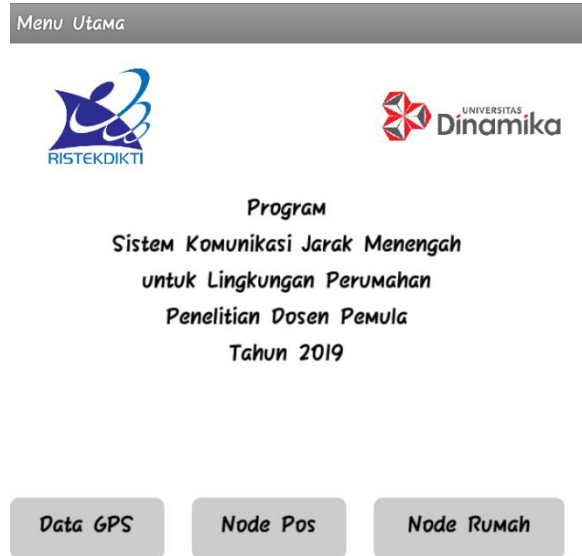 Menu Utama
RISTEKDIKTI
UNIVERSITAS
Dinamika
Program
Sistem Komunikasi Jarak Menengah
untuk Lingkungan Perumahan
Penelitian Dosen Pemula
Tahun 2019
Data GPS
Node Pos
Node Rumah